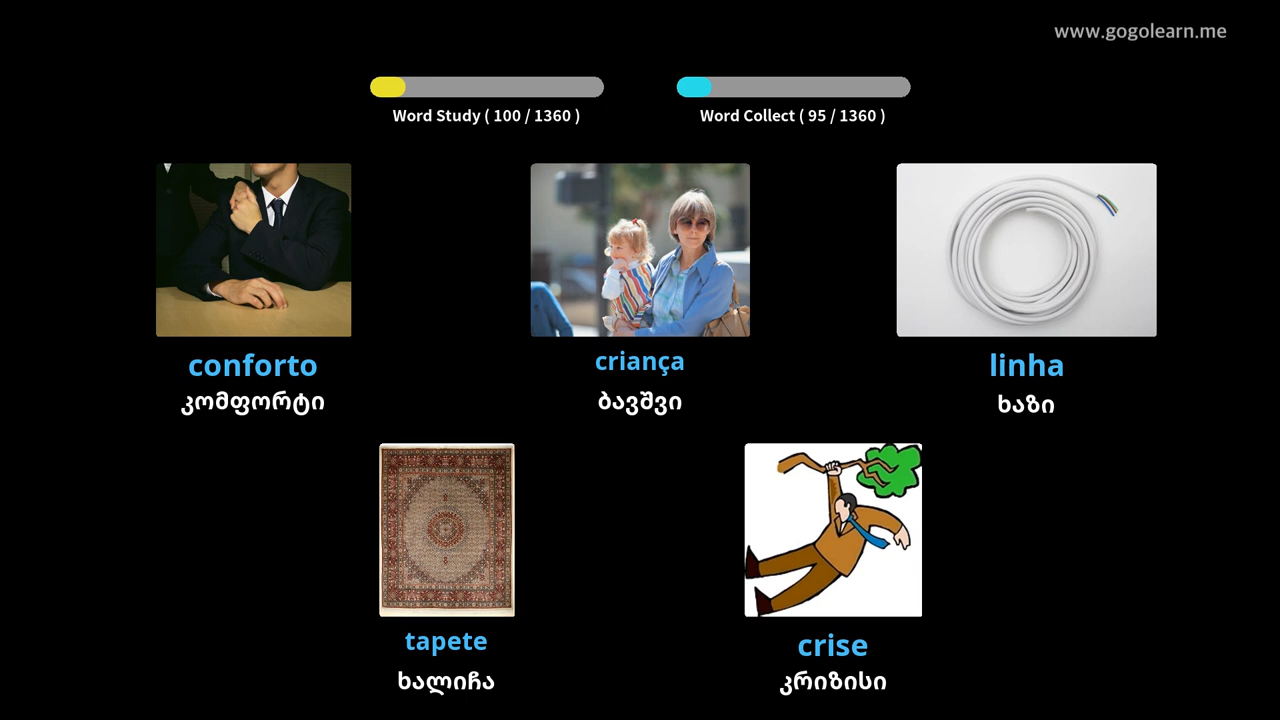 www.gogolearn.me
Word Study ( 100 / 1360 )
Word Collect ( 95 / 1360 )
conforto
კომფორტი
criança
ბავშვი
linha
ხაზი
tapete
ხალიჩა
crise
კრიზისი